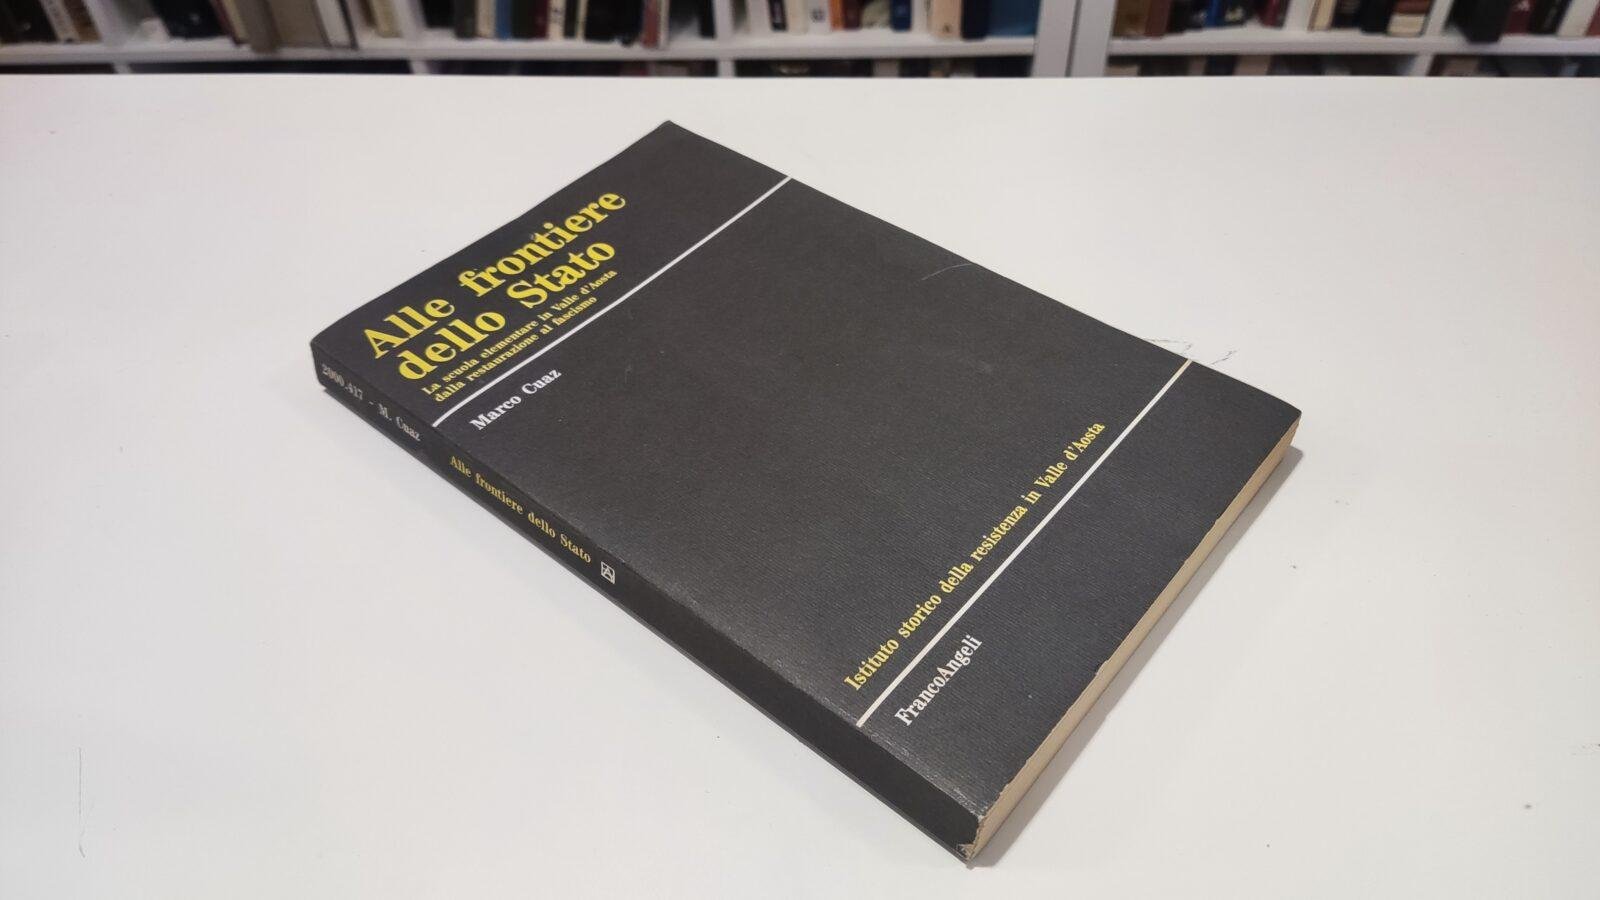 Alle frontiere
dello Stato
La scuola elementare in Valle d'Aosta
dalla restaurazione al fascismo
Marco Cuaz
Istituto storico della resistenza in Valle d'Aosta
FrancoAngeli
2000.417 - M. Cuaz
Alle frontiere dello Stato